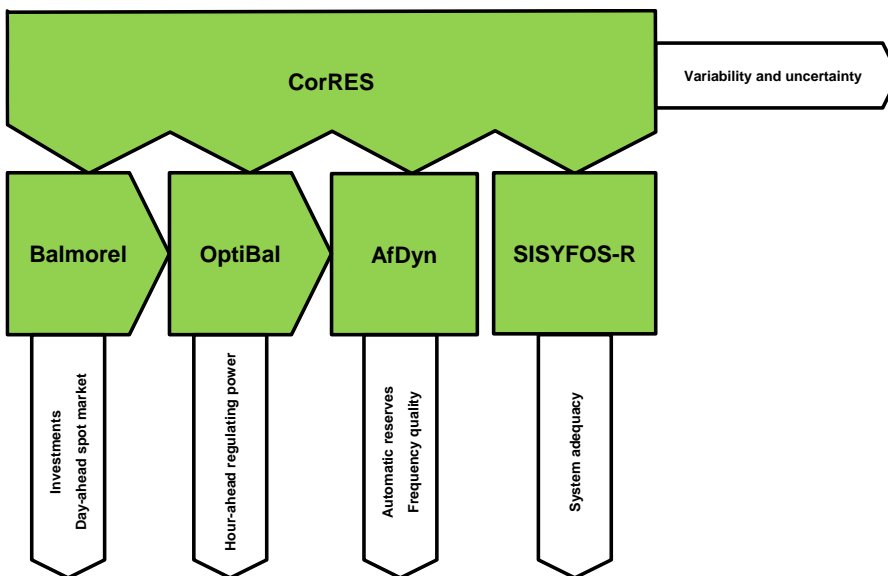 CorRES
Variability and uncertainty
Balmorel
OptiBal
AfDyn
SISYFOS-R
Investments
Day-ahead spot market
Hour-ahead regulating power
Automatic reserves
Frequency quality
System adequacy